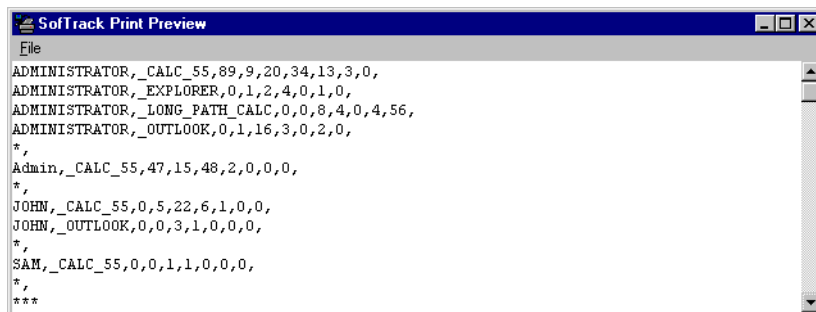 SofTrack Print Preview
File
ADMINISTRATOR,_CALC_55,89,9,20,34,13,3,0,
ADMINISTRATOR,_EXPLORER,0,1,2,4,0,1,0,
ADMINISTRATOR,_LONG_PATH_CALC,0,0,8,4,0,4,56,
ADMINISTRATOR,_OUTLOOK,0,1,16,3,0,2,0,
*,
Admin,_CALC_55,47,15,48,2,0,0,0,
*,
JOHN,_CALC_55,0,5,22,6,1,0,0,
JOHN,_OUTLOOK,0,0,3,1,0,0,0,
*,
SAM,_CALC_55,0,0,1,1,0,0,0,
*,
***